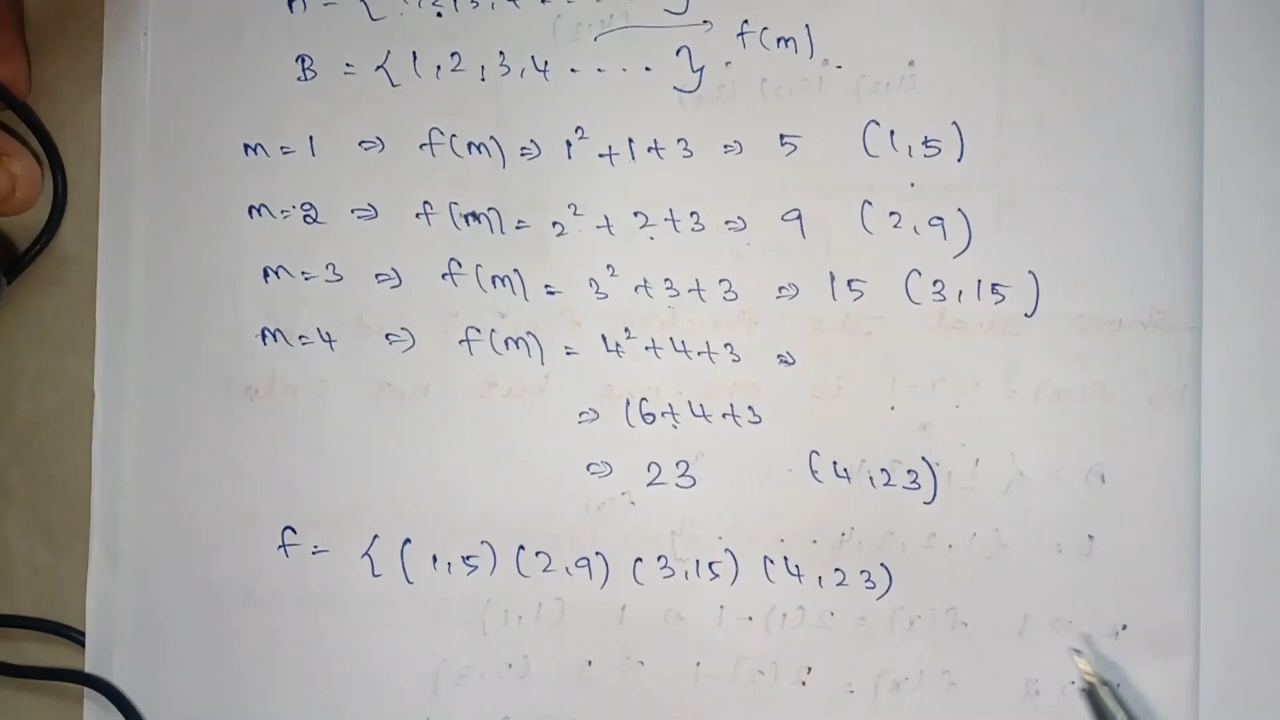 B = {1,2,3,4 ..... } f(m)
m=1 ⇒ f(m) ⇒ 1²+1+3 ⇒ 5 (1,5)
m=2 ⇒ f(m) = 2²+2+3 ⇒ 9 (2,9)
m=3 ⇒ f(m) = 3²+3+3 ⇒ 15 (3,15)
m=4 ⇒ f(m) = 4²+4+3 ⇒
⇒ 16+4+3
⇒ 23 (4,23)
f = {(1,5) (2,9) (3,15) (4,23)